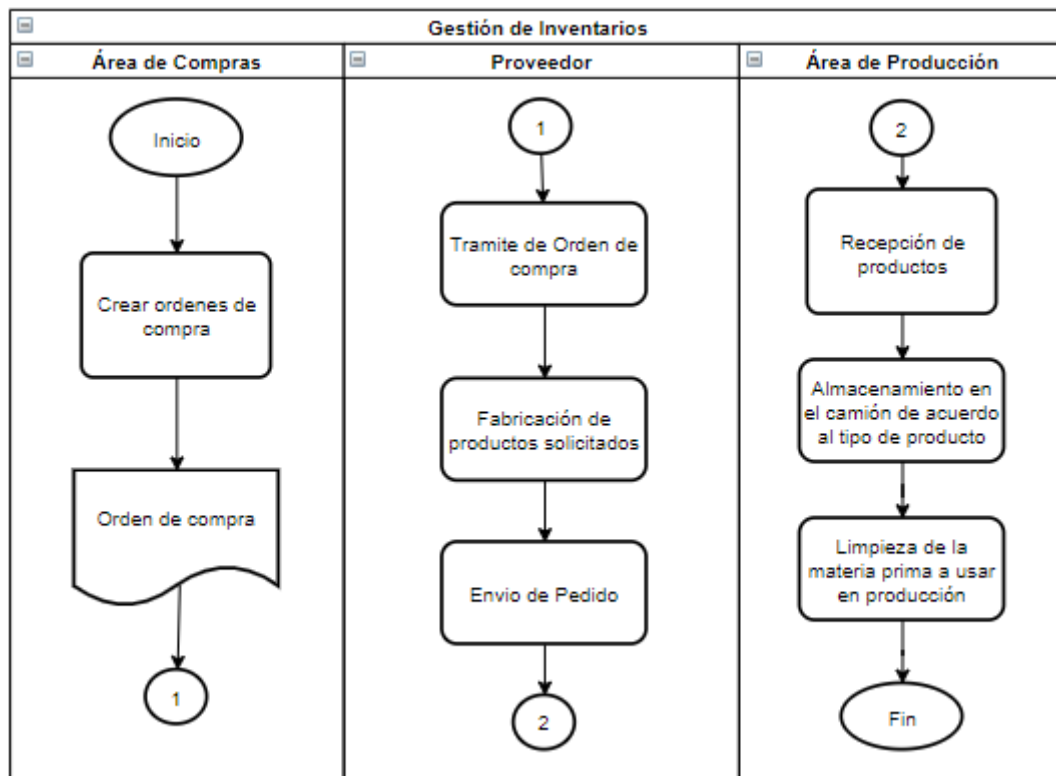 Gestión de Inventarios
Área de Compras
Proveedor
Área de Producción
Inicio
Crear ordenes de
compra
Orden de compra
1
1
Tramite de Orden de
compra
Fabricación de
productos solicitados
Envio de Pedido
2
2
Recepción de
productos
Almacenamiento en
el camión de acuerdo
al tipo de producto
Limpieza de la
materia prima a usar
en producción
Fin